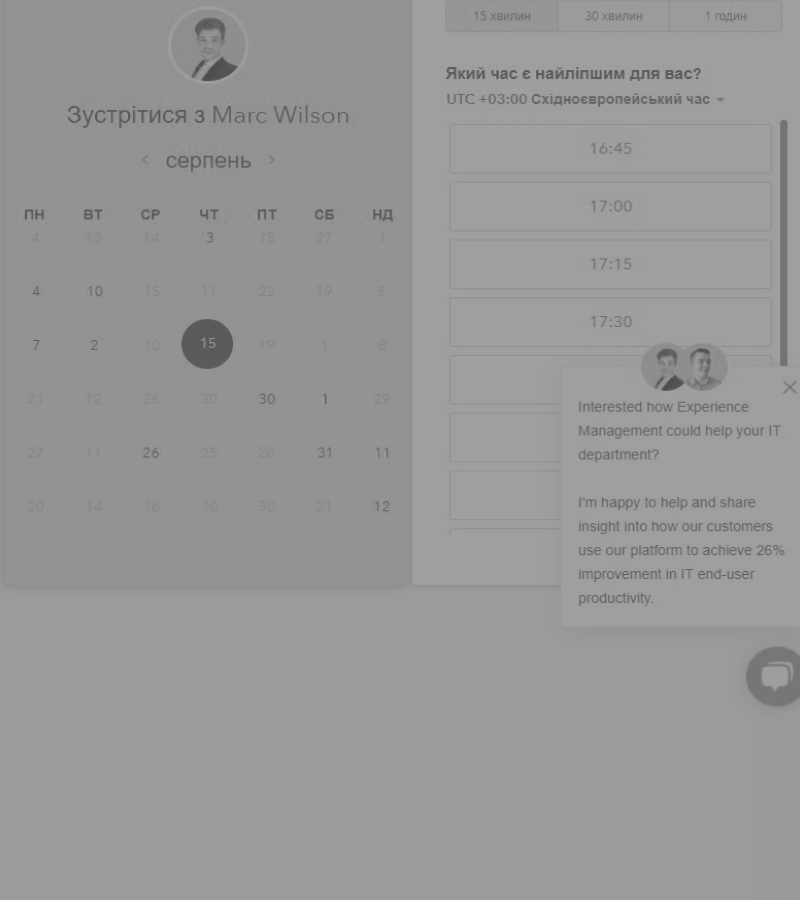 Зустрітися з Marc Wilson
серпень
ПН ВТ СР ЧТ ПТ СБ НД
4 13 14 3 15 27 1
4 10 15 11 22 19 5
7 2 10 15 19 1 8
21 12 26 30 30 1 29
27 11 26 25 28 31 11
20 14 18 10 30 21 12
15 хвилин 30 хвилин 1 годин
Який час є найліпшим для вас?
UTC +03:00 Східноєвропейський час
16:45
17:00
17:15
17:30
Interested how Experience
Management could help your IT
department?
I'm happy to help and share
insight into how our customers
use our platform to achieve 26%
improvement in IT end-user
productivity.